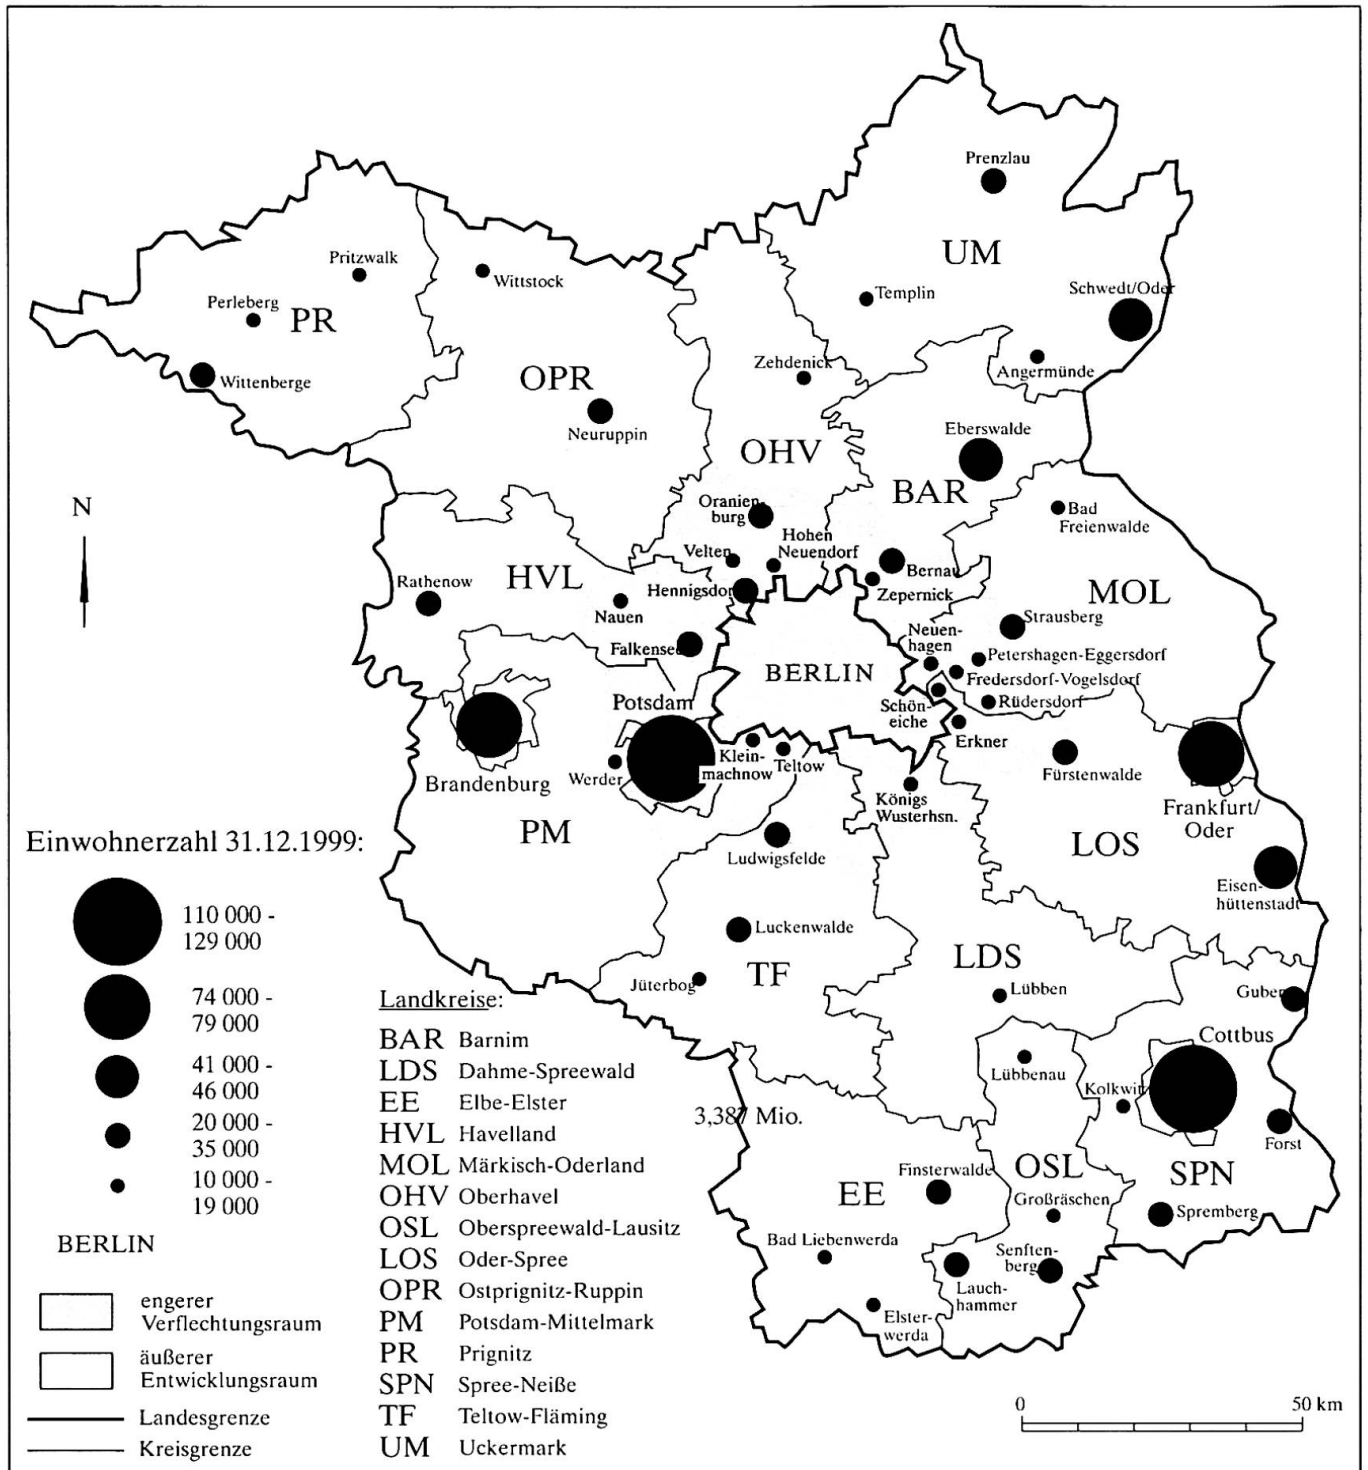 Prenzlau
UM
Pritzwalk
Wittstock
Templin
Schwedt/Oder
Perleberg
PR
Wittenberge
OPR
Zehdenick
Angermünde
Neuruppin
Eberswalde
OHV
BAR
N
Oranien-
burg
Bad
Freienwalde
Hohen
Neuendorf
Velten
Bernau
Rathenow
HVL
Hennigsdorf
Zepernick
MOL
Nauen
Strausberg
Neuen-
hagen
Falkensee
Petershagen-Eggersdorf
BERLIN
Fredersdorf-Vogelsdorf
Potsdam
Schön-
eiche
Rüdersdorf
Erkner
Klein-
machnow
Teltow
Brandenburg
Werder
Fürstenwalde
Königs
Wusterhsn.
Frankfurt/
Oder
PM
LOS
Ludwigsfelde
Eisen-
hüttenstadt
Luckenwalde
LDS
TF
Jüterbog
Lübben
Guben
Cottbus
Lübbenau
Kolkwitz
3,387 Mio.
Forst
Finsterwalde
OSL
SPN
EE
Großräschen
Spremberg
Bad Liebenwerda
Senften-
berg
Lauch-
hammer
Elster-
werda
Einwohnerzahl 31.12.1999:
110 000 -
129 000
74 000 -
79 000
41 000 -
46 000
20 000 -
35 000
10 000 -
19 000
BERLIN
engerer
Verflechtungsraum
äußerer
Entwicklungsraum
Landesgrenze
Kreisgrenze
Landkreise:
BAR Barnim
LDS Dahme-Spreewald
EE Elbe-Elster
HVL Havelland
MOL Märkisch-Oderland
OHV Oberhavel
OSL Oberspreewald-Lausitz
LOS Oder-Spree
OPR Ostprignitz-Ruppin
PM Potsdam-Mittelmark
PR Prignitz
SPN Spree-Neiße
TF Teltow-Fläming
UM Uckermark
0 50 km